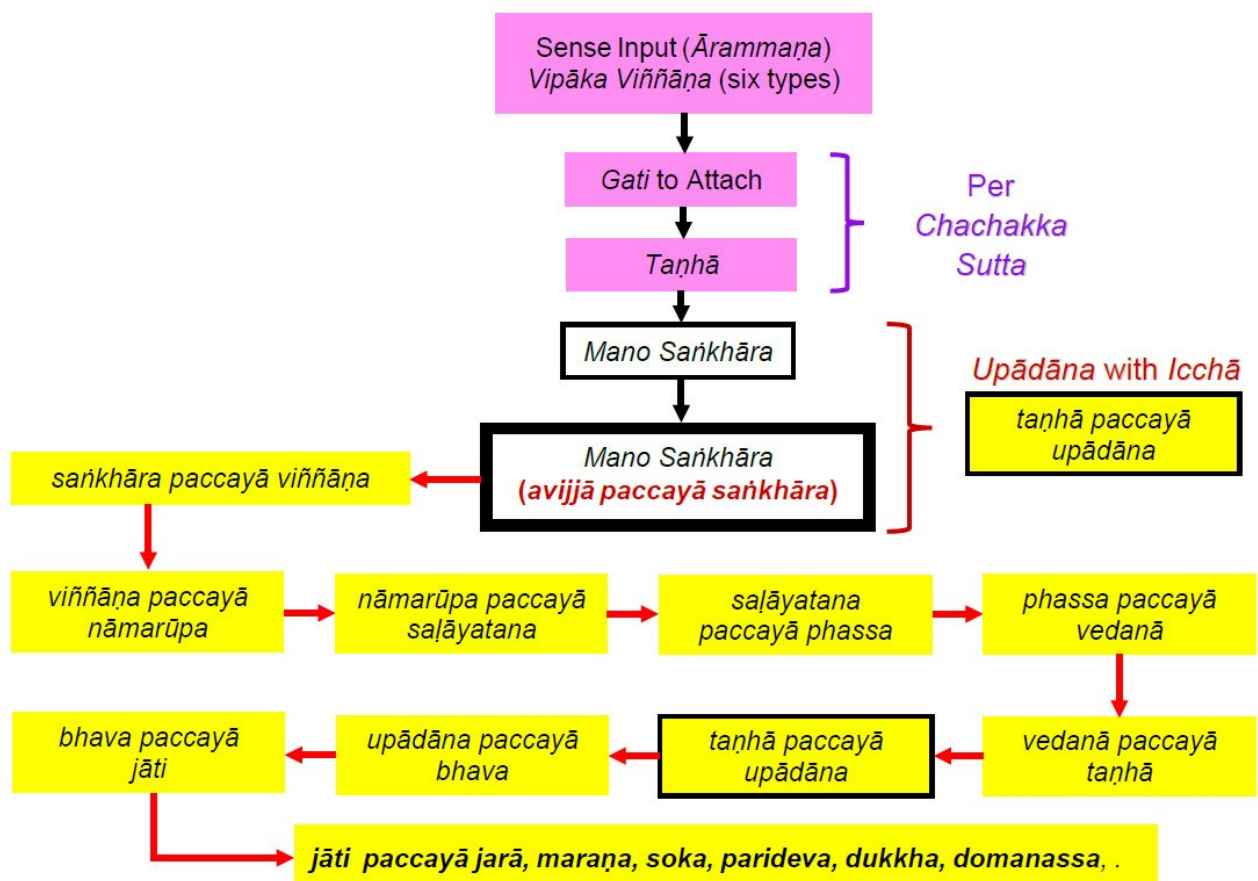 Sense Input (Ārammaṇa)
Vipāka Viññāṇa (six types)
Gati to Attach
Taṇhā
Per
Chachakka
Sutta
Mano Saṅkhāra
Upādāna with Icchā
taṇhā paccayā
upādāna
Mano Saṅkhāra
(avijjā paccayā saṅkhāra)
saṅkhāra paccayā viññāṇa
viññāṇa paccayā
nāmarūpa
nāmarūpa paccayā
saḷāyatana
saḷāyatana
paccayā phassa
phassa paccayā
vedanā
vedanā paccayā
taṇhā
taṇhā paccayā
upādāna
upādāna paccayā
bhava
bhava paccayā
jāti
jāti paccayā jarā, maraṇa, soka, parideva, dukkha, domanassa, .